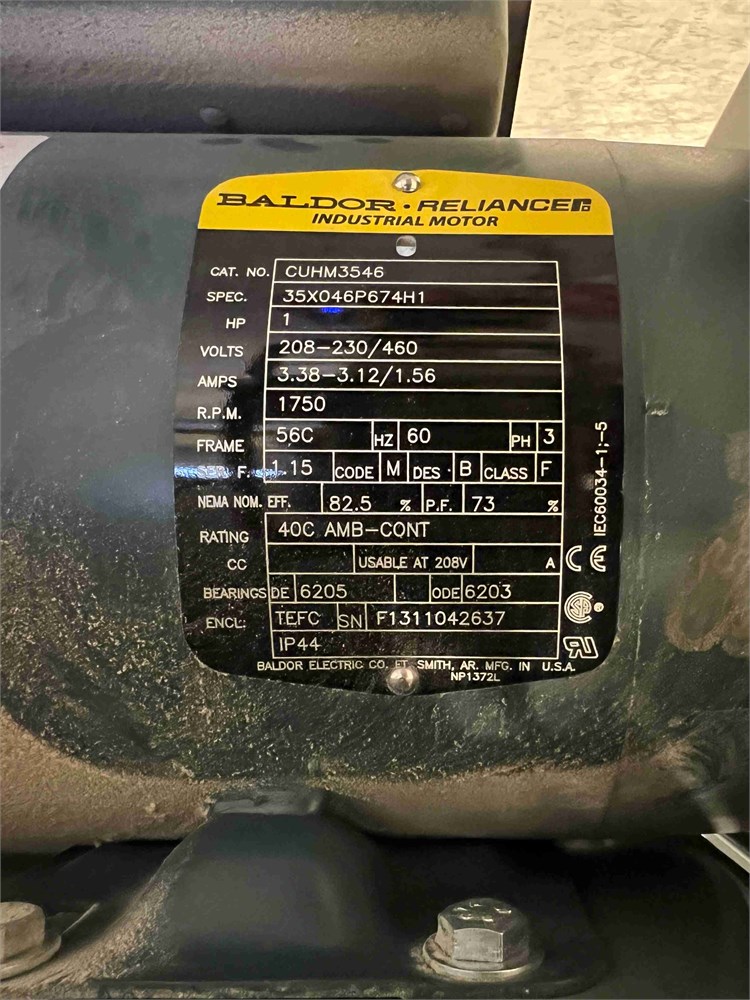 BALDOR · RELIANCE
INDUSTRIAL MOTOR
CAT. NO. CUHM3546
SPEC. 35X046P674H1
HP 1
VOLTS 208-230/460
AMPS 3.38-3.12/1.56
R.P.M. 1750
FRAME 56C HZ 60 PH 3
SER. F. 1.15 CODE M DES. B CLASS F
NEMA NOM. EFF. 82.5 % P.F. 73 %
RATING 40C AMB-CONT
CC USABLE AT 208V A
BEARINGS DE 6205 ODE 6203
ENCL: TEFC SN F1311042637
IP44
BALDOR ELECTRIC CO. FT. SMITH, AR. MFG. IN U.S.A.
NP1372L
IEC60034-1;-5
CE